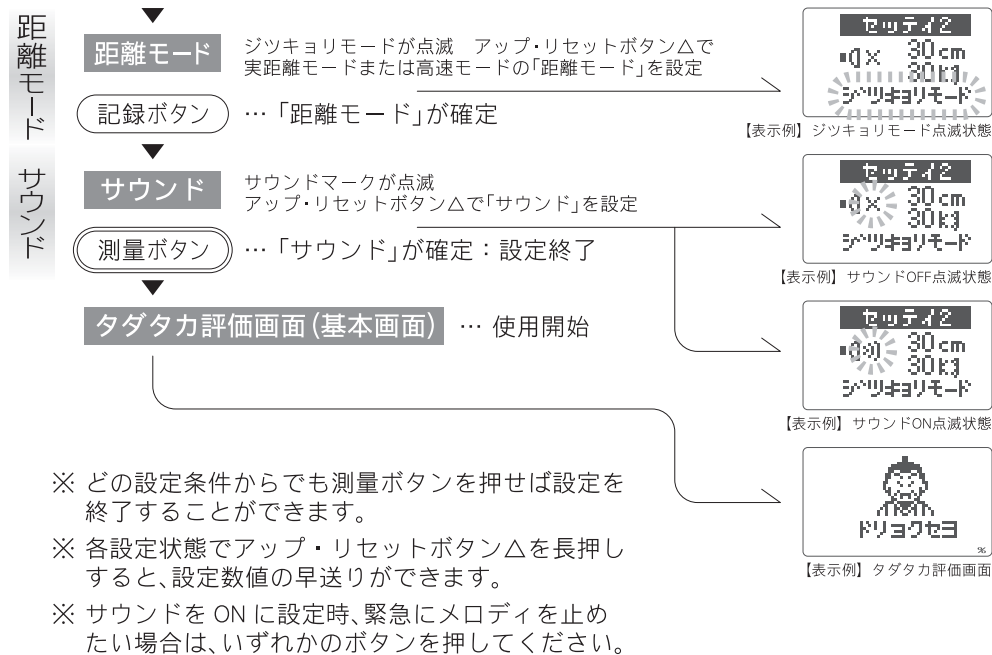 距離モード
距離モード
ジツキョリモードが点滅　アップ・リセットボタン△で
実距離モードまたは高速モードの「距離モード」を設定
記録ボタン … 「距離モード」が確定
セッテイ2
× 30cm
30kg
ジツキョリモード
【表示例】ジツキョリモード点滅状態
サウンド
サウンド
サウンドマークが点滅
アップ・リセットボタン△で「サウンド」を設定
測量ボタン … 「サウンド」が確定：設定終了
セッテイ2
× 30cm
30kg
ジツキョリモード
【表示例】サウンドOFF点滅状態
タダタカ評価画面(基本画面) … 使用開始
セッテイ2
30cm
30kg
ジツキョリモード
【表示例】サウンドON点滅状態
ドリョクセヨ
%
【表示例】タダタカ評価画面
※ どの設定条件からでも測量ボタンを押せば設定を
終了することができます。
※ 各設定状態でアップ・リセットボタン△を長押し
すると、設定数値の早送りができます。
※ サウンドを ON に設定時、緊急にメロディを止め
たい場合は、いずれかのボタンを押してください。